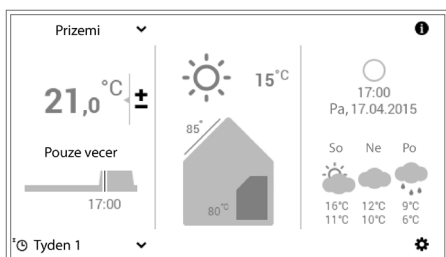 Prizemi
21,0 °C ±
Pouze vecer
17:00
Tyden 1
15°C
85°
80°C
17:00
Pa, 17.04.2015
So Ne Po
16°C 12°C 9°C
11°C 10°C 6°C